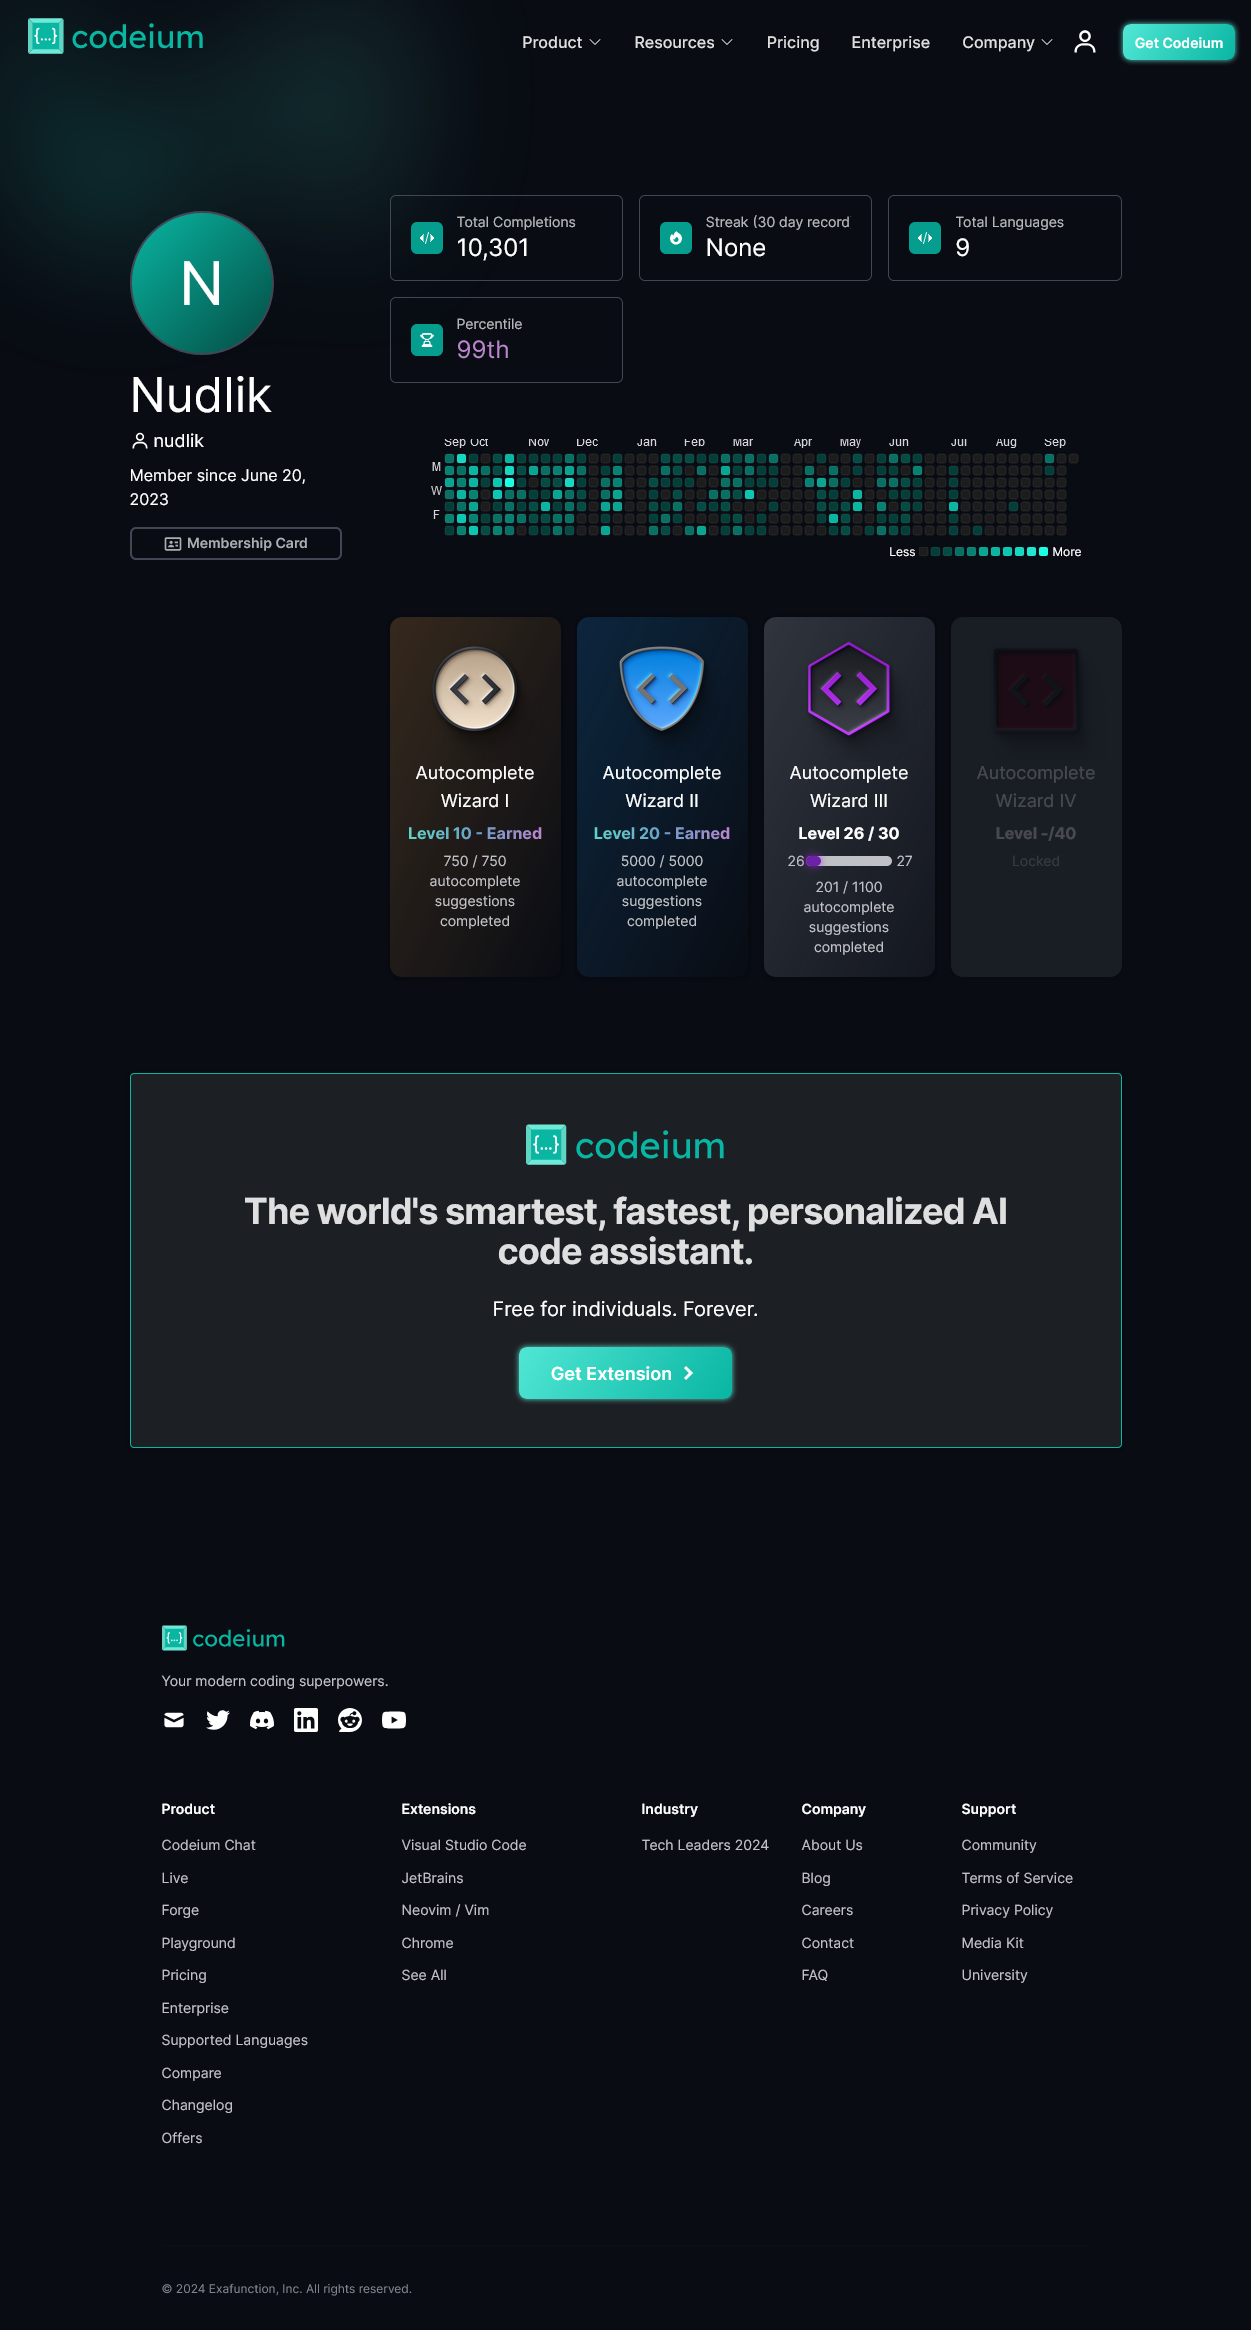 codeium
Product
Resources
Pricing
Enterprise
Company
Get Codeium
N
Nudlik
nudlik
Member since June 20,
2023
Membership Card
Total Completions
10,301
Streak (30 day record
None
Total Languages
9
Percentile
99th
Sep Oct Nov Dec Jan Feb Mar Apr May Jun Jul Aug Sep
M
W
F
Less More
Autocomplete
Wizard I
Level 10 - Earned
750 / 750
autocomplete
suggestions
completed
Autocomplete
Wizard II
Level 20 - Earned
5000 / 5000
autocomplete
suggestions
completed
Autocomplete
Wizard III
Level 26 / 30
26 27
201 / 1100
autocomplete
suggestions
completed
Autocomplete
Wizard IV
Level -/40
Locked
{...} codeium
The world's smartest, fastest, personalized AI
code assistant.
Free for individuals. Forever.
Get Extension
{...} codeium
Your modern coding superpowers.
Product
Codeium Chat
Live
Forge
Playground
Pricing
Enterprise
Supported Languages
Compare
Changelog
Offers
Extensions
Visual Studio Code
JetBrains
Neovim / Vim
Chrome
See All
Industry
Tech Leaders 2024
Company
About Us
Blog
Careers
Contact
FAQ
Support
Community
Terms of Service
Privacy Policy
Media Kit
University
© 2024 Exafunction, Inc. All rights reserved.